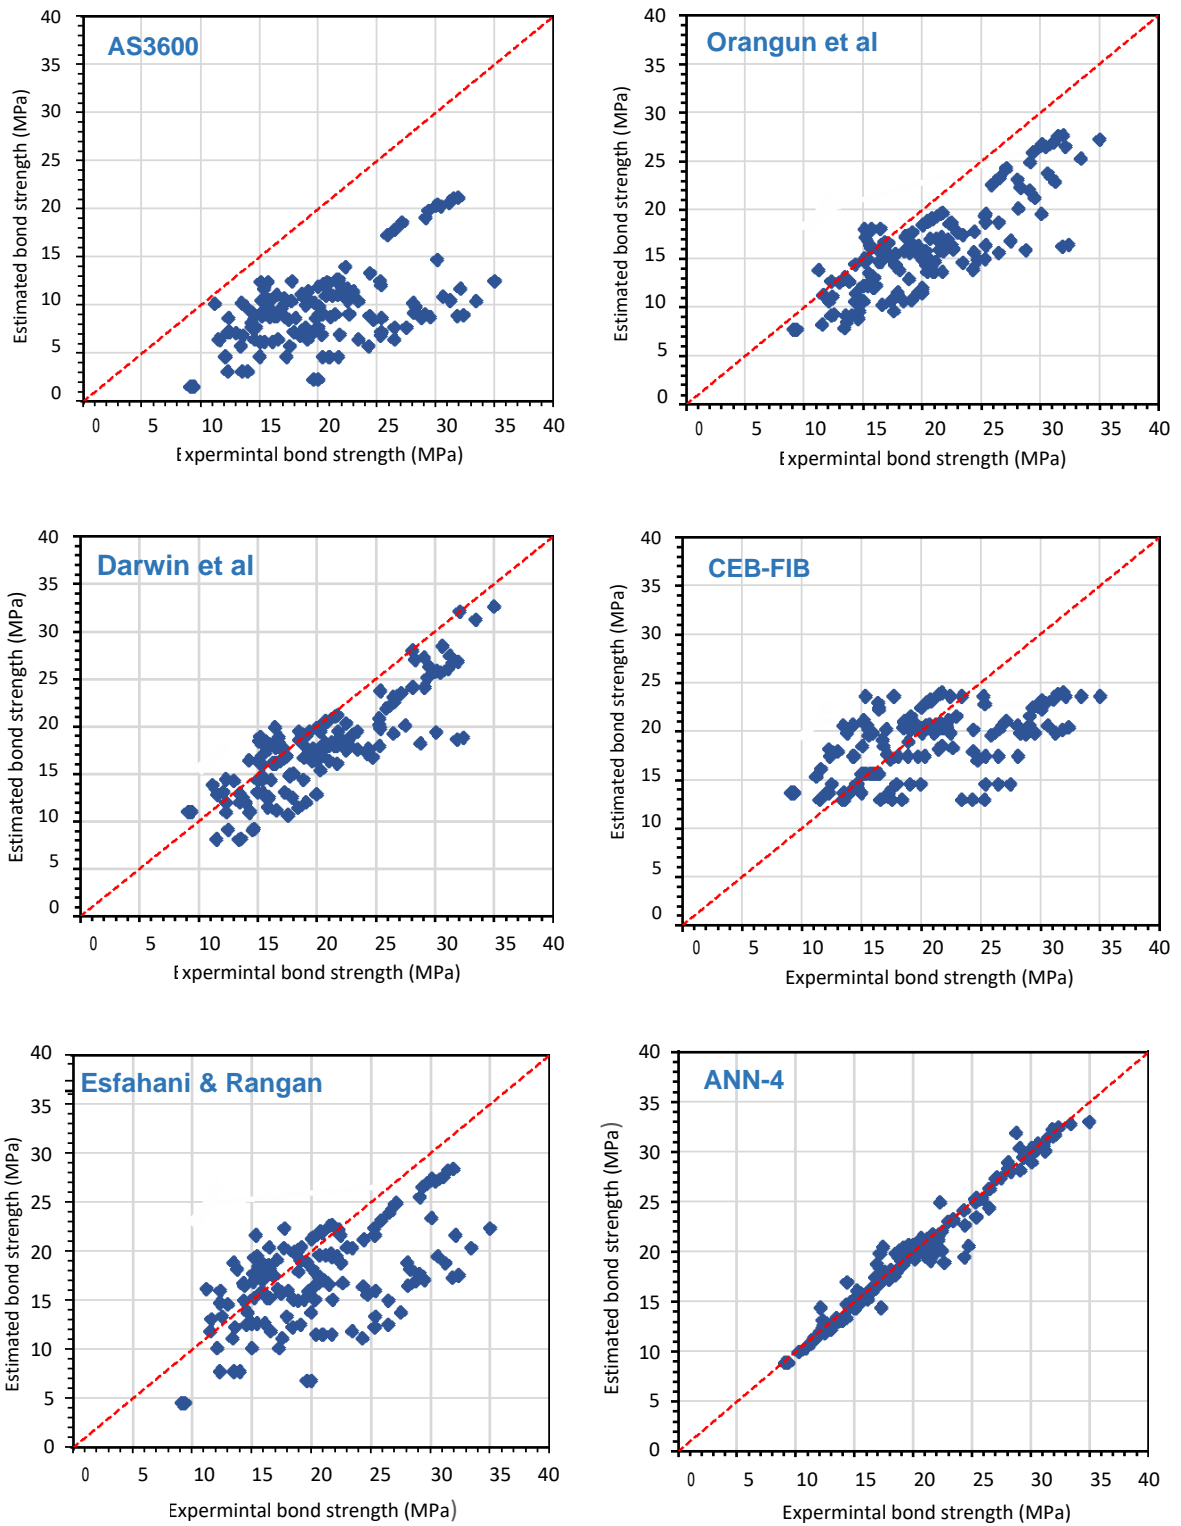 AS3600
Estimated bond strength (MPa)
40
35
30
25
20
15
10
5
0
0 5 10 15 20 25 30 35 40
Expermintal bond strength (MPa)
Orangun et al
Estimated bond strength (MPa)
40
35
30
25
20
15
10
5
0
0 5 10 15 20 25 30 35 40
Expermintal bond strength (MPa)
Darwin et al
Estimated bond strength (MPa)
40
35
30
25
20
15
10
5
0
0 5 10 15 20 25 30 35 40
Expermintal bond strength (MPa)
CEB-FIB
Estimated bond strength (MPa)
40
35
30
25
20
15
10
5
0
0 5 10 15 20 25 30 35 40
Expermintal bond strength (MPa)
Esfahani & Rangan
Estimated bond strength (MPa)
40
35
30
25
20
15
10
5
0
0 5 10 15 20 25 30 35 40
Expermintal bond strength (MPa)
ANN-4
Estimated bond strength (MPa)
40
35
30
25
20
15
10
5
0
0 5 10 15 20 25 30 35 40
Expermintal bond strength (MPa)